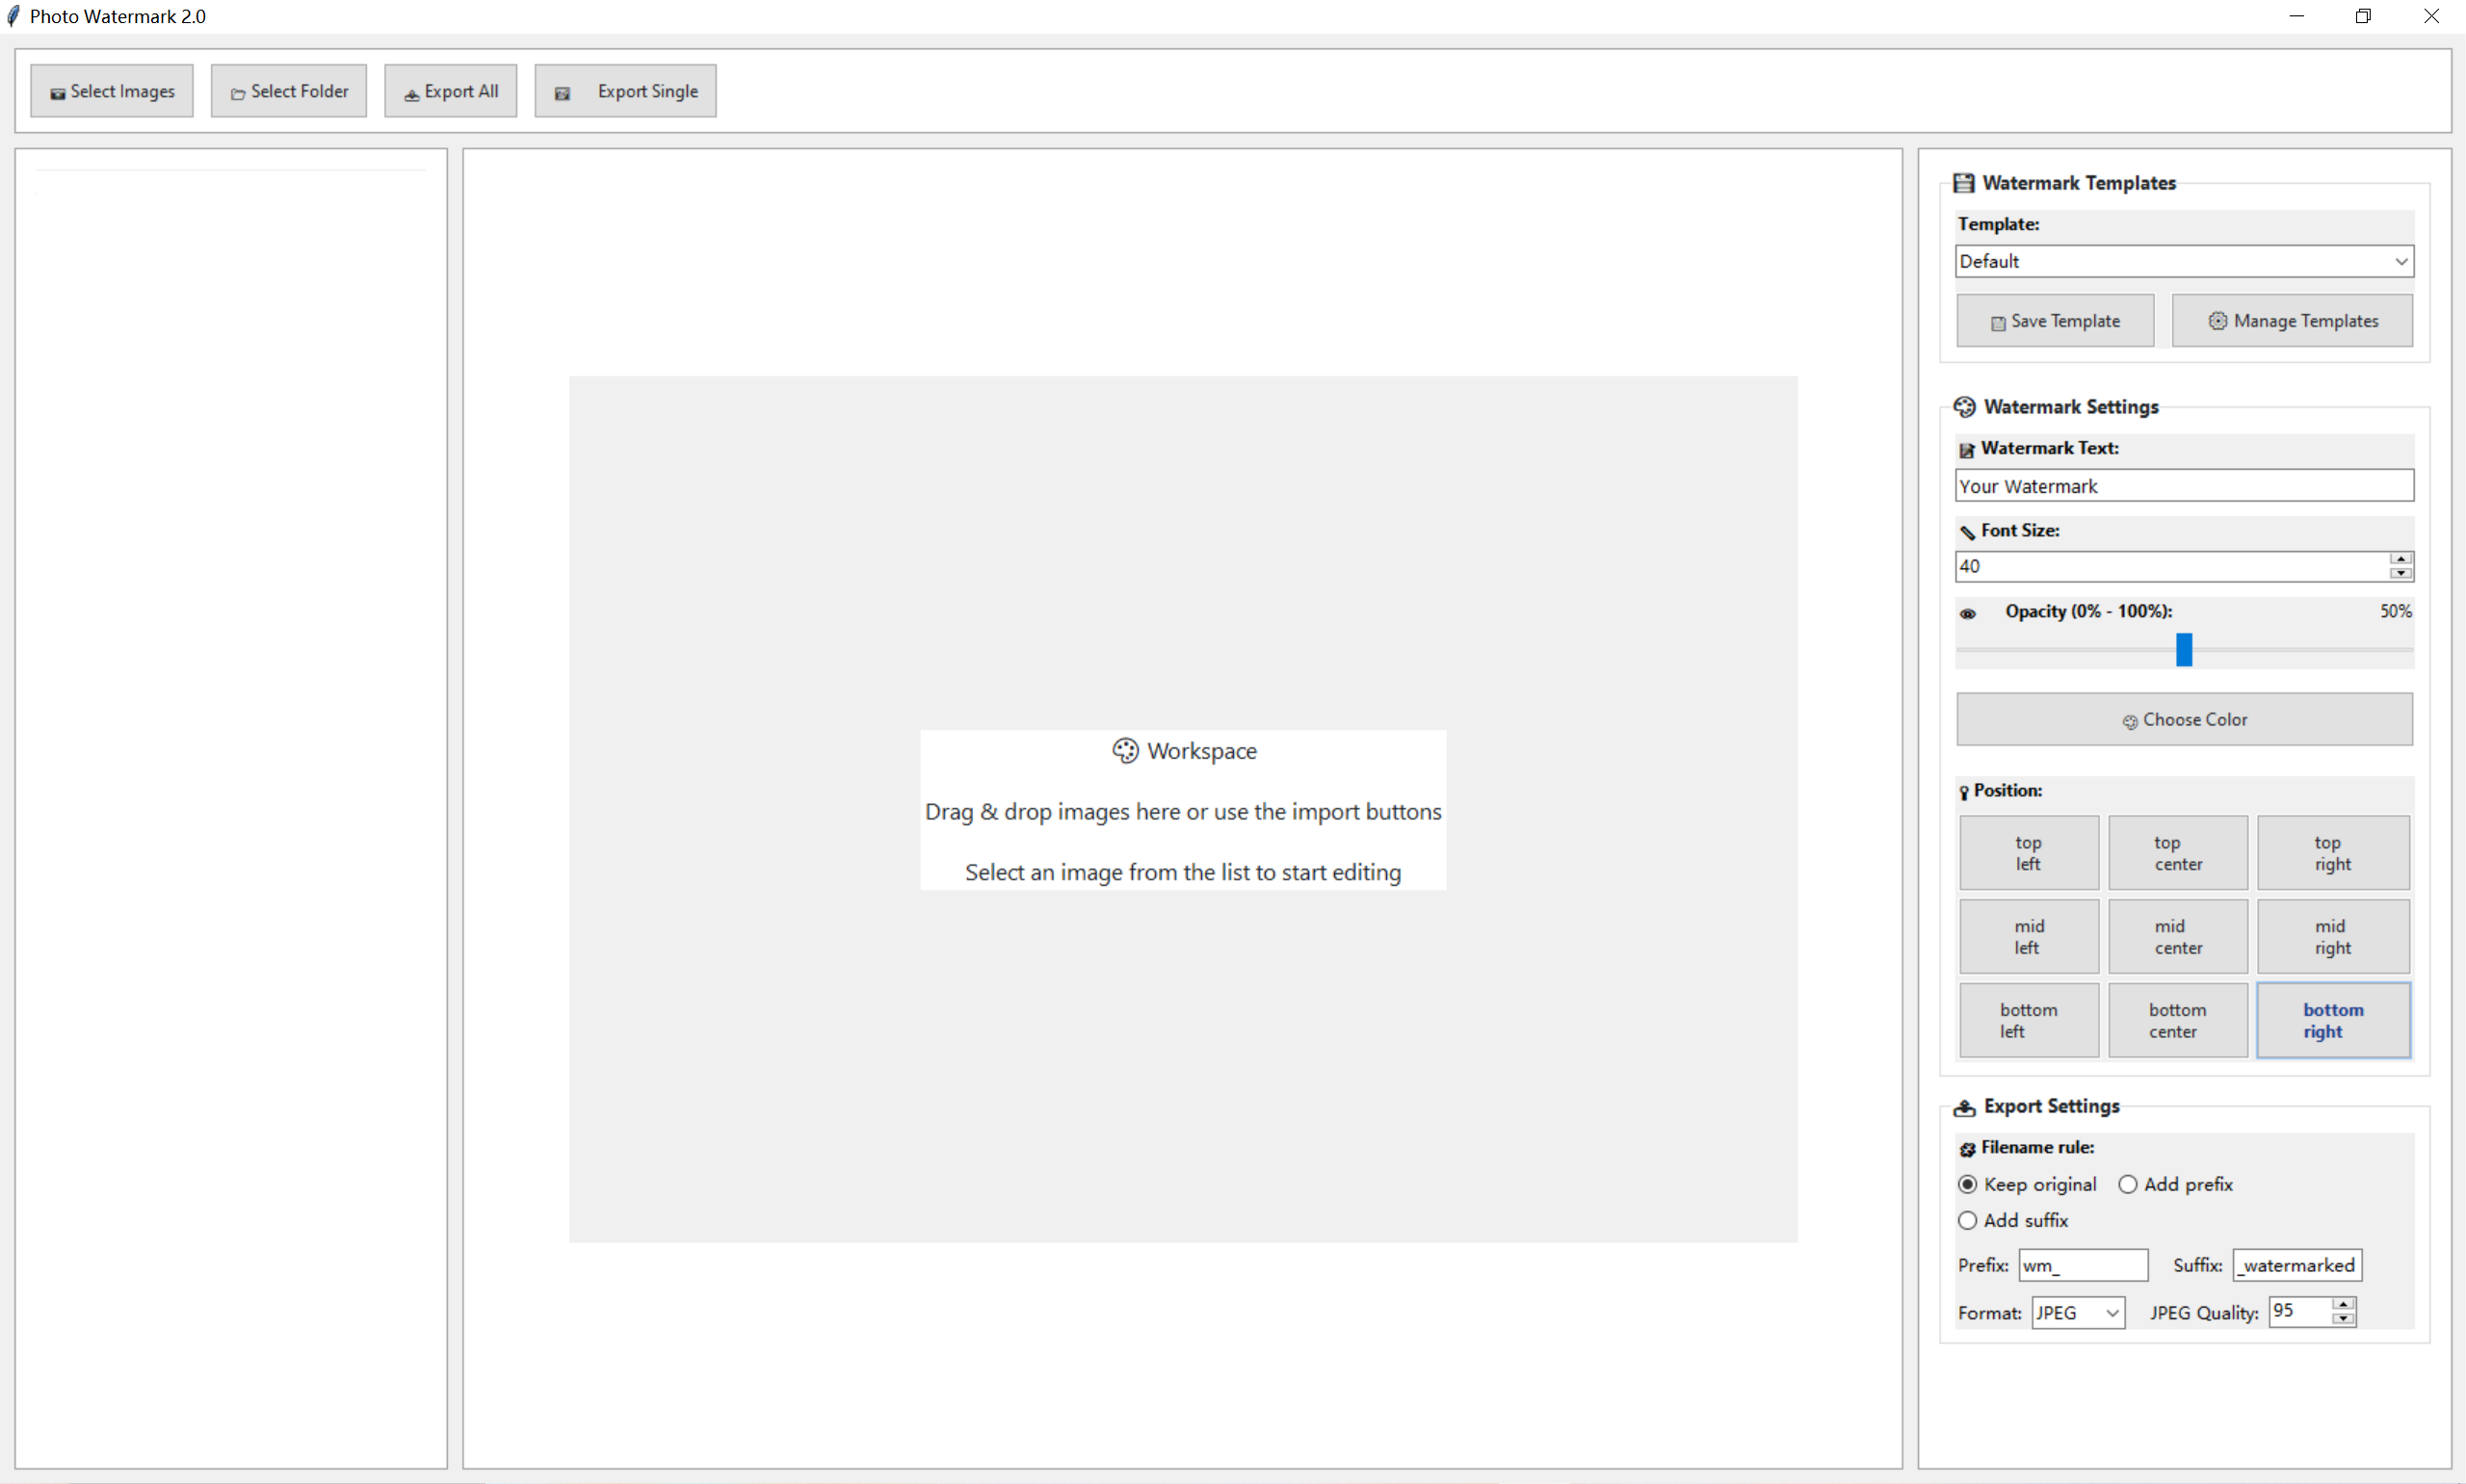 Photo Watermark 2.0
Select Images
Select Folder
Export All
Export Single
Workspace
Drag & drop images here or use the import buttons
Select an image from the list to start editing
Watermark Templates
Template:
Default
Save Template
Manage Templates
Watermark Settings
Watermark Text:
Your Watermark
Font Size:
40
Opacity (0% - 100%): 50%
Choose Color
Position:
top
left
top
center
top
right
mid
left
mid
center
mid
right
bottom
left
bottom
center
bottom
right
Export Settings
Filename rule:
Keep original Add prefix
Add suffix
Prefix: wm_ Suffix: _watermarked
Format: JPEG JPEG Quality: 95